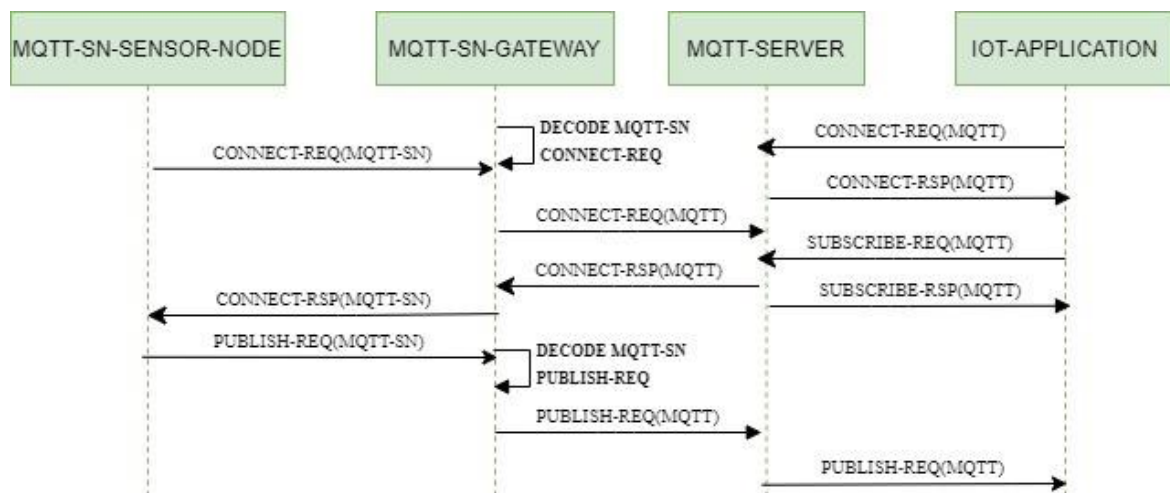 MQTT-SN-SENSOR-NODE
MQTT-SN-GATEWAY
MQTT-SERVER
IOT-APPLICATION
DECODE MQTT-SN
CONNECT-REQ
CONNECT-REQ(MQTT)
CONNECT-REQ(MQTT-SN)
CONNECT-RSP(MQTT)
CONNECT-REQ(MQTT)
SUBSCRIBE-REQ(MQTT)
CONNECT-RSP(MQTT)
SUBSCRIBE-RSP(MQTT)
CONNECT-RSP(MQTT-SN)
PUBLISH-REQ(MQTT-SN)
DECODE MQTT-SN
PUBLISH-REQ
PUBLISH-REQ(MQTT)
PUBLISH-REQ(MQTT)